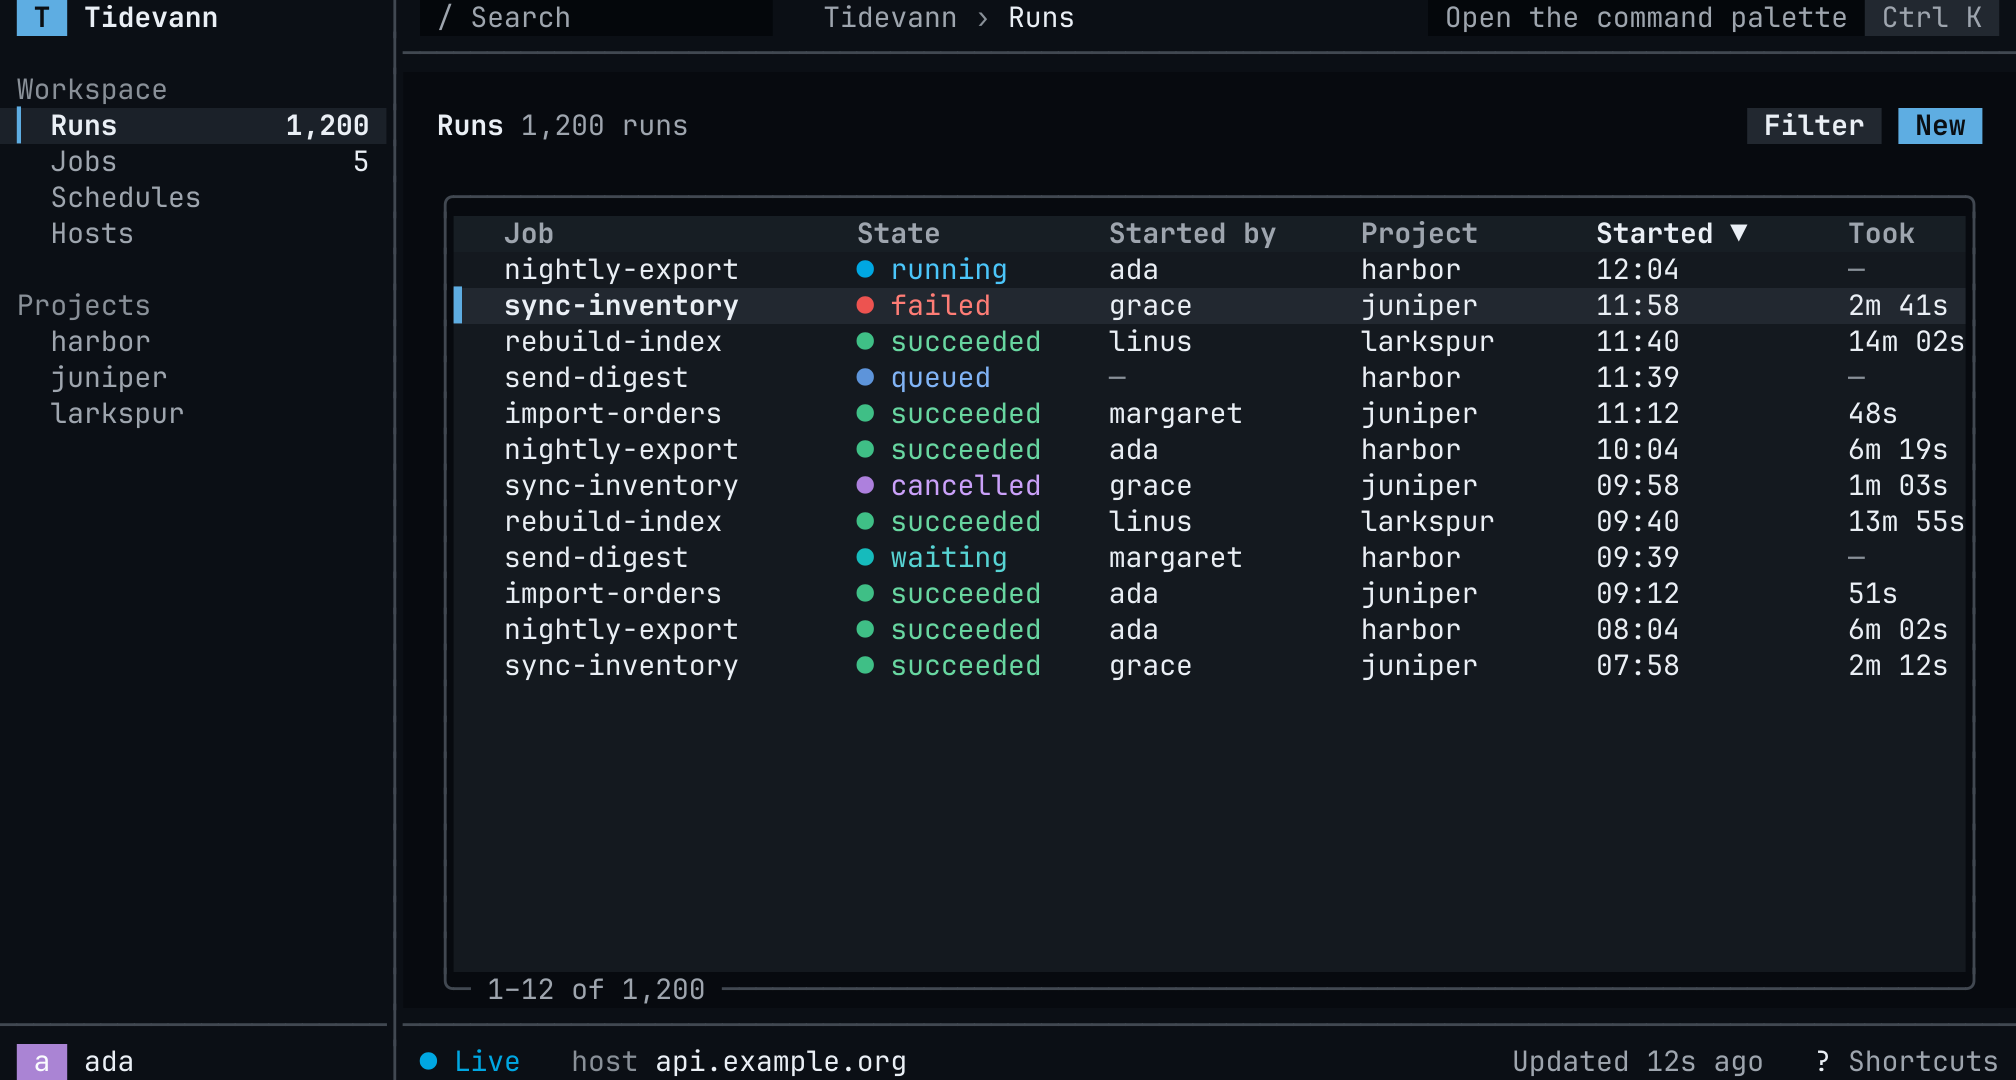 T Tidevann
/ Search
Tidevann › Runs
Open the command palette Ctrl K
Workspace
Runs 1,200
Jobs 5
Schedules
Hosts
Projects
harbor
juniper
larkspur
Runs 1,200 runs
Filter New
Job State Started by Project Started ▼ Took
nightly-export ● running ada harbor 12:04 —
sync-inventory ● failed grace juniper 11:58 2m 41s
rebuild-index ● succeeded linus larkspur 11:40 14m 02s
send-digest ● queued — harbor 11:39 —
import-orders ● succeeded margaret juniper 11:12 48s
nightly-export ● succeeded ada harbor 10:04 6m 19s
sync-inventory ● cancelled grace juniper 09:58 1m 03s
rebuild-index ● succeeded linus larkspur 09:40 13m 55s
send-digest ● waiting margaret harbor 09:39 —
import-orders ● succeeded ada juniper 09:12 51s
nightly-export ● succeeded ada harbor 08:04 6m 02s
sync-inventory ● succeeded grace juniper 07:58 2m 12s
1–12 of 1,200
a ada
● Live host api.example.org
Updated 12s ago ? Shortcuts